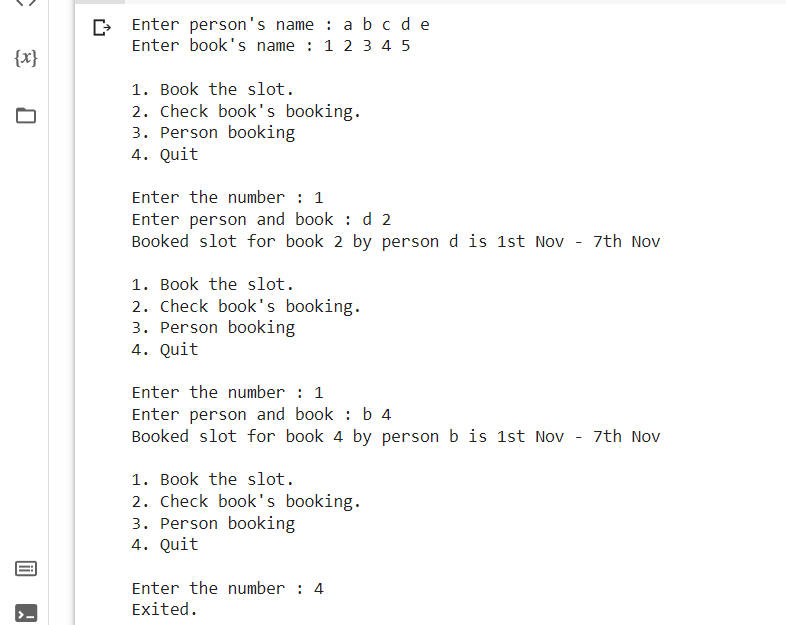 {x}
Enter person's name : a b c d e
Enter book's name : 1 2 3 4 5
1. Book the slot.
2. Check book's booking.
3. Person booking
4. Quit
Enter the number : 1
Enter person and book : d 2
Booked slot for book 2 by person d is 1st Nov - 7th Nov
1. Book the slot.
2. Check book's booking.
3. Person booking
4. Quit
Enter the number : 1
Enter person and book : b 4
Booked slot for book 4 by person b is 1st Nov - 7th Nov
1. Book the slot.
2. Check book's booking.
3. Person booking
4. Quit
Enter the number : 4
Exited.